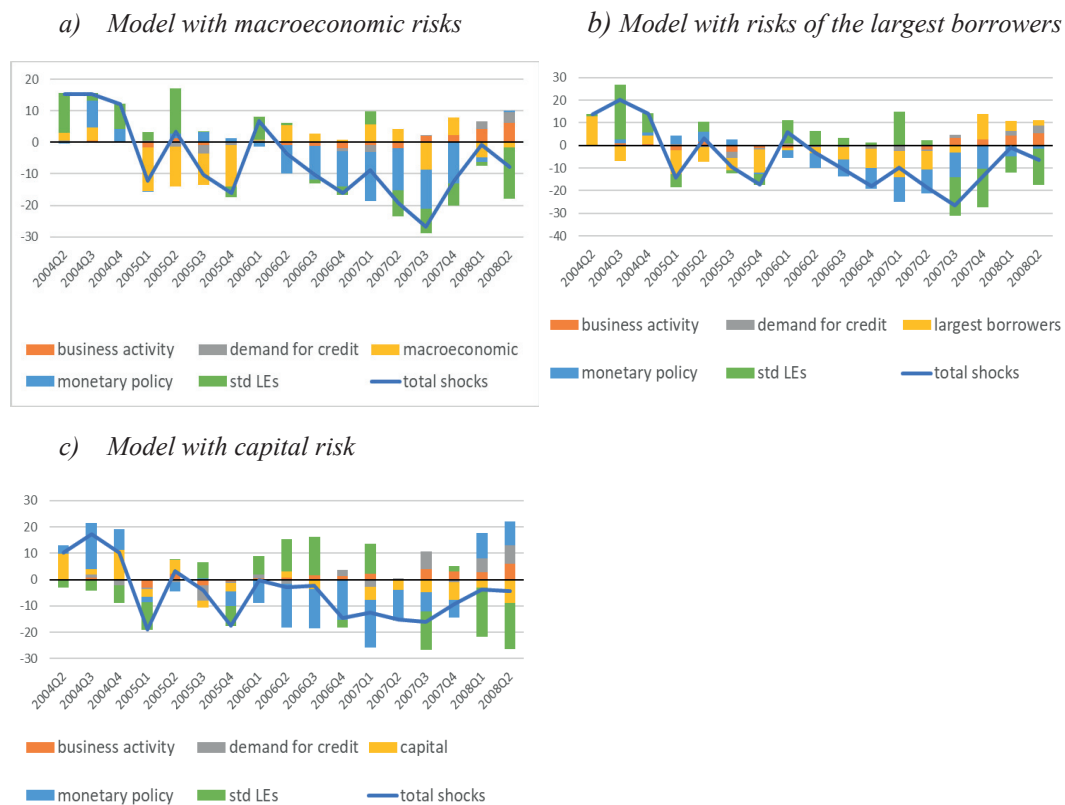 a) Model with macroeconomic risks
20
10
0
-10
-20
-30
2004Q2 2004Q3 2004Q4 2005Q1 2005Q2 2005Q3 2005Q4 2006Q1 2006Q2 2006Q3 2006Q4 2007Q1 2007Q2 2007Q3 2007Q4 2008Q1 2008Q2
business activity demand for credit macroeconomic
monetary policy std LEs total shocks
b) Model with risks of the largest borrowers
30
20
10
0
-10
-20
-30
-40
2004Q2 2004Q3 2004Q4 2005Q1 2005Q2 2005Q3 2005Q4 2006Q1 2006Q2 2006Q3 2006Q4 2007Q1 2007Q2 2007Q3 2007Q4 2008Q1 2008Q2
business activity demand for credit largest borrowers
monetary policy std LEs total shocks
c) Model with capital risk
30
20
10
0
-10
-20
-30
2004Q2 2004Q3 2004Q4 2005Q1 2005Q2 2005Q3 2005Q4 2006Q1 2006Q2 2006Q3 2006Q4 2007Q1 2007Q2 2007Q3 2007Q4 2008Q1 2008Q2
business activity demand for credit capital
monetary policy std LEs total shocks